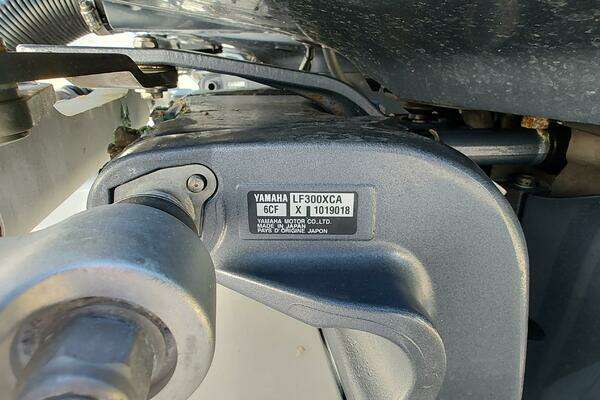 YAMAHA LF300XCA
6CF X 1019018
YAMAHA MOTOR CO.,LTD.
MADE IN JAPAN
PAYS D'ORIGINE JAPON